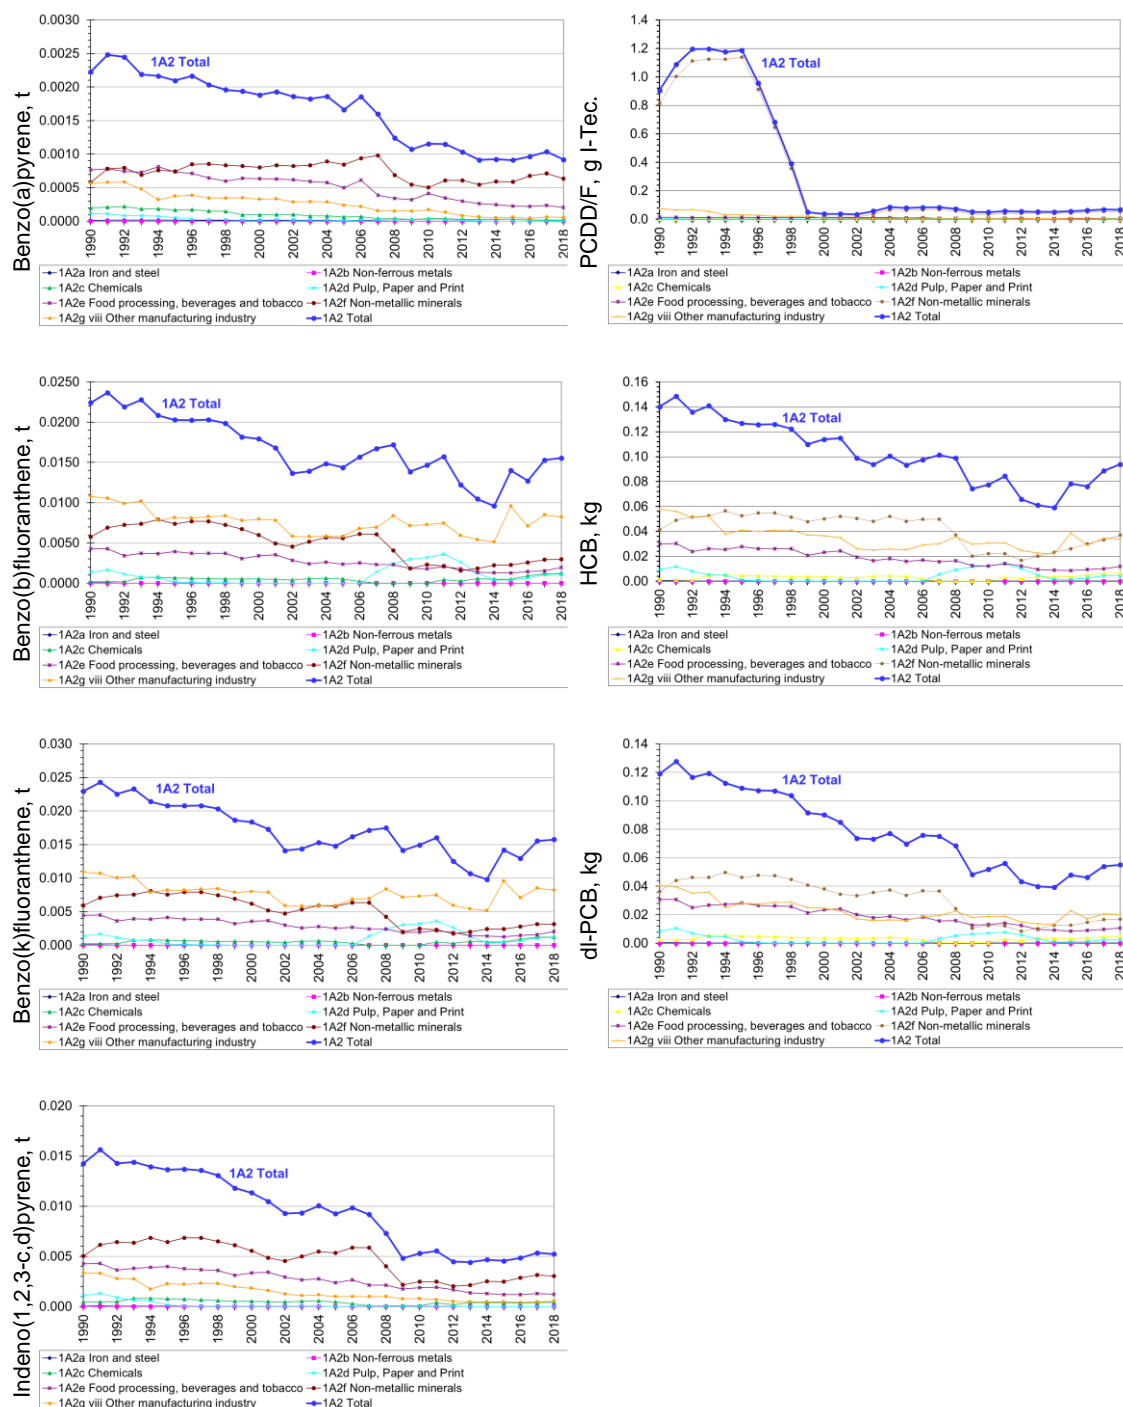 Benzo(a)pyrene, t
0.0030
0.0025
0.0020
0.0015
0.0010
0.0005
0.0000
1A2 Total
1990 1992 1994 1996 1998 2000 2002 2004 2006 2008 2010 2012 2014 2016 2018
1A2a Iron and steel 1A2b Non-ferrous metals
1A2c Chemicals 1A2d Pulp, Paper and Print
1A2e Food processing, beverages and tobacco 1A2f Non-metallic minerals
1A2g viii Other manufacturing industry 1A2 Total
PCDD/F, g I-Tec.
1.4
1.2
1.0
0.8
0.6
0.4
0.2
0.0
1A2 Total
1990 1992 1994 1996 1998 2000 2002 2004 2006 2008 2010 2012 2014 2016 2018
1A2a Iron and steel 1A2b Non-ferrous metals
1A2c Chemicals 1A2d Pulp, Paper and Print
1A2e Food processing, beverages and tobacco 1A2f Non-metallic minerals
1A2g viii Other manufacturing industry 1A2 Total
Benzo(b)fluoranthene, t
0.0250
0.0200
0.0150
0.0100
0.0050
0.0000
1A2 Total
1990 1992 1994 1996 1998 2000 2002 2004 2006 2008 2010 2012 2014 2016 2018
1A2a Iron and steel 1A2b Non-ferrous metals
1A2c Chemicals 1A2d Pulp, Paper and Print
1A2e Food processing, beverages and tobacco 1A2f Non-metallic minerals
1A2g viii Other manufacturing industry 1A2 Total
HCB, kg
0.16
0.14
0.12
0.10
0.08
0.06
0.04
0.02
0.00
1A2 Total
1990 1992 1994 1996 1998 2000 2002 2004 2006 2008 2010 2012 2014 2016 2018
1A2a Iron and steel 1A2b Non-ferrous metals
1A2c Chemicals 1A2d Pulp, Paper and Print
1A2e Food processing, beverages and tobacco 1A2f Non-metallic minerals
1A2g viii Other manufacturing industry 1A2 Total
Benzo(k)fluoranthene, t
0.030
0.025
0.020
0.015
0.010
0.005
0.000
1A2 Total
1990 1992 1994 1996 1998 2000 2002 2004 2006 2008 2010 2012 2014 2016 2018
1A2a Iron and steel 1A2b Non-ferrous metals
1A2c Chemicals 1A2d Pulp, Paper and Print
1A2e Food processing, beverages and tobacco 1A2f Non-metallic minerals
1A2g viii Other manufacturing industry 1A2 Total
dl-PCB, kg
0.14
0.12
0.10
0.08
0.06
0.04
0.02
0.00
1A2 Total
1990 1992 1994 1996 1998 2000 2002 2004 2006 2008 2010 2012 2014 2016 2018
1A2a Iron and steel 1A2b Non-ferrous metals
1A2c Chemicals 1A2d Pulp, Paper and Print
1A2e Food processing, beverages and tobacco 1A2f Non-metallic minerals
1A2g viii Other manufacturing industry 1A2 Total
Indeno(1,2,3-c,d)pyrene, t
0.020
0.015
0.010
0.005
0.000
1A2 Total
1990 1992 1994 1996 1998 2000 2002 2004 2006 2008 2010 2012 2014 2016 2018
1A2a Iron and steel 1A2b Non-ferrous metals
1A2c Chemicals 1A2d Pulp, Paper and Print
1A2e Food processing, beverages and tobacco 1A2f Non-metallic minerals
1A2g viii Other manufacturing industry 1A2 Total